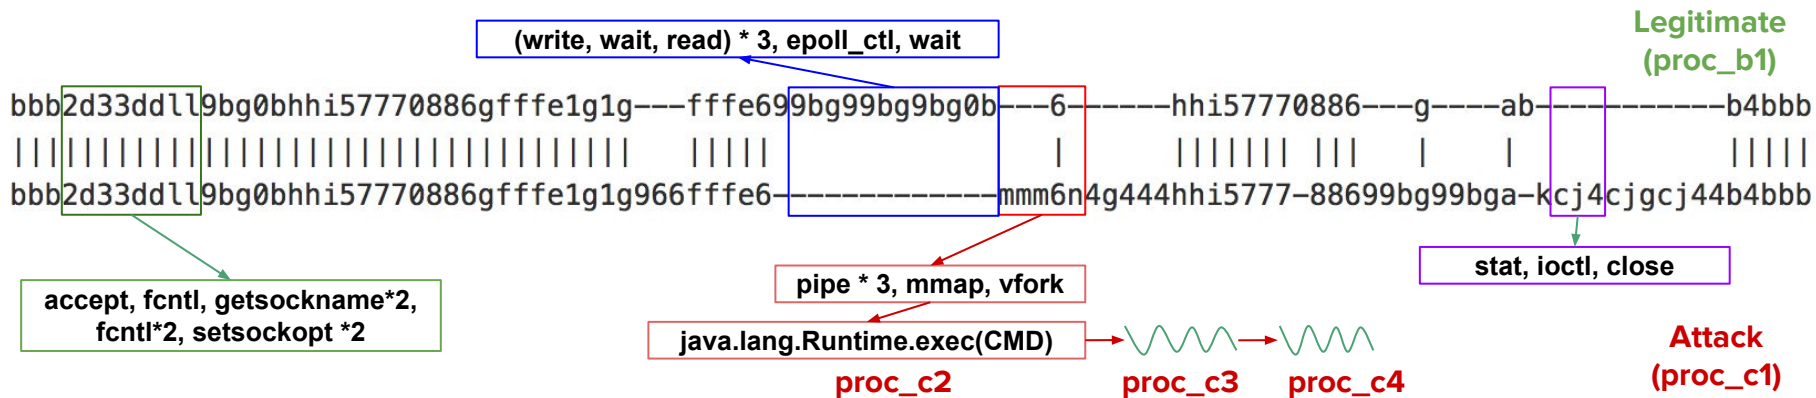 Legitimate
(proc_b1)
(write, wait, read) * 3, epoll_ctl, wait
bbb2d33ddll9bg0bhhi57770886gfffe1g1g---fffe699bg99bg9bg0b---6------hhi57770886---g----ab-----------b4bbb
bbb2d33ddll9bg0bhhi57770886gfffe1g1g966fffe6-------------mmm6n4g444hhi5777-88699bg99bga-kcj4cjgcj44b4bbb
stat, ioctl, close
pipe * 3, mmap, vfork
accept, fcntl, getsockname*2,
fcntl*2, setsockopt *2
java.lang.Runtime.exec(CMD)
proc_c2
proc_c3
proc_c4
Attack
(proc_c1)